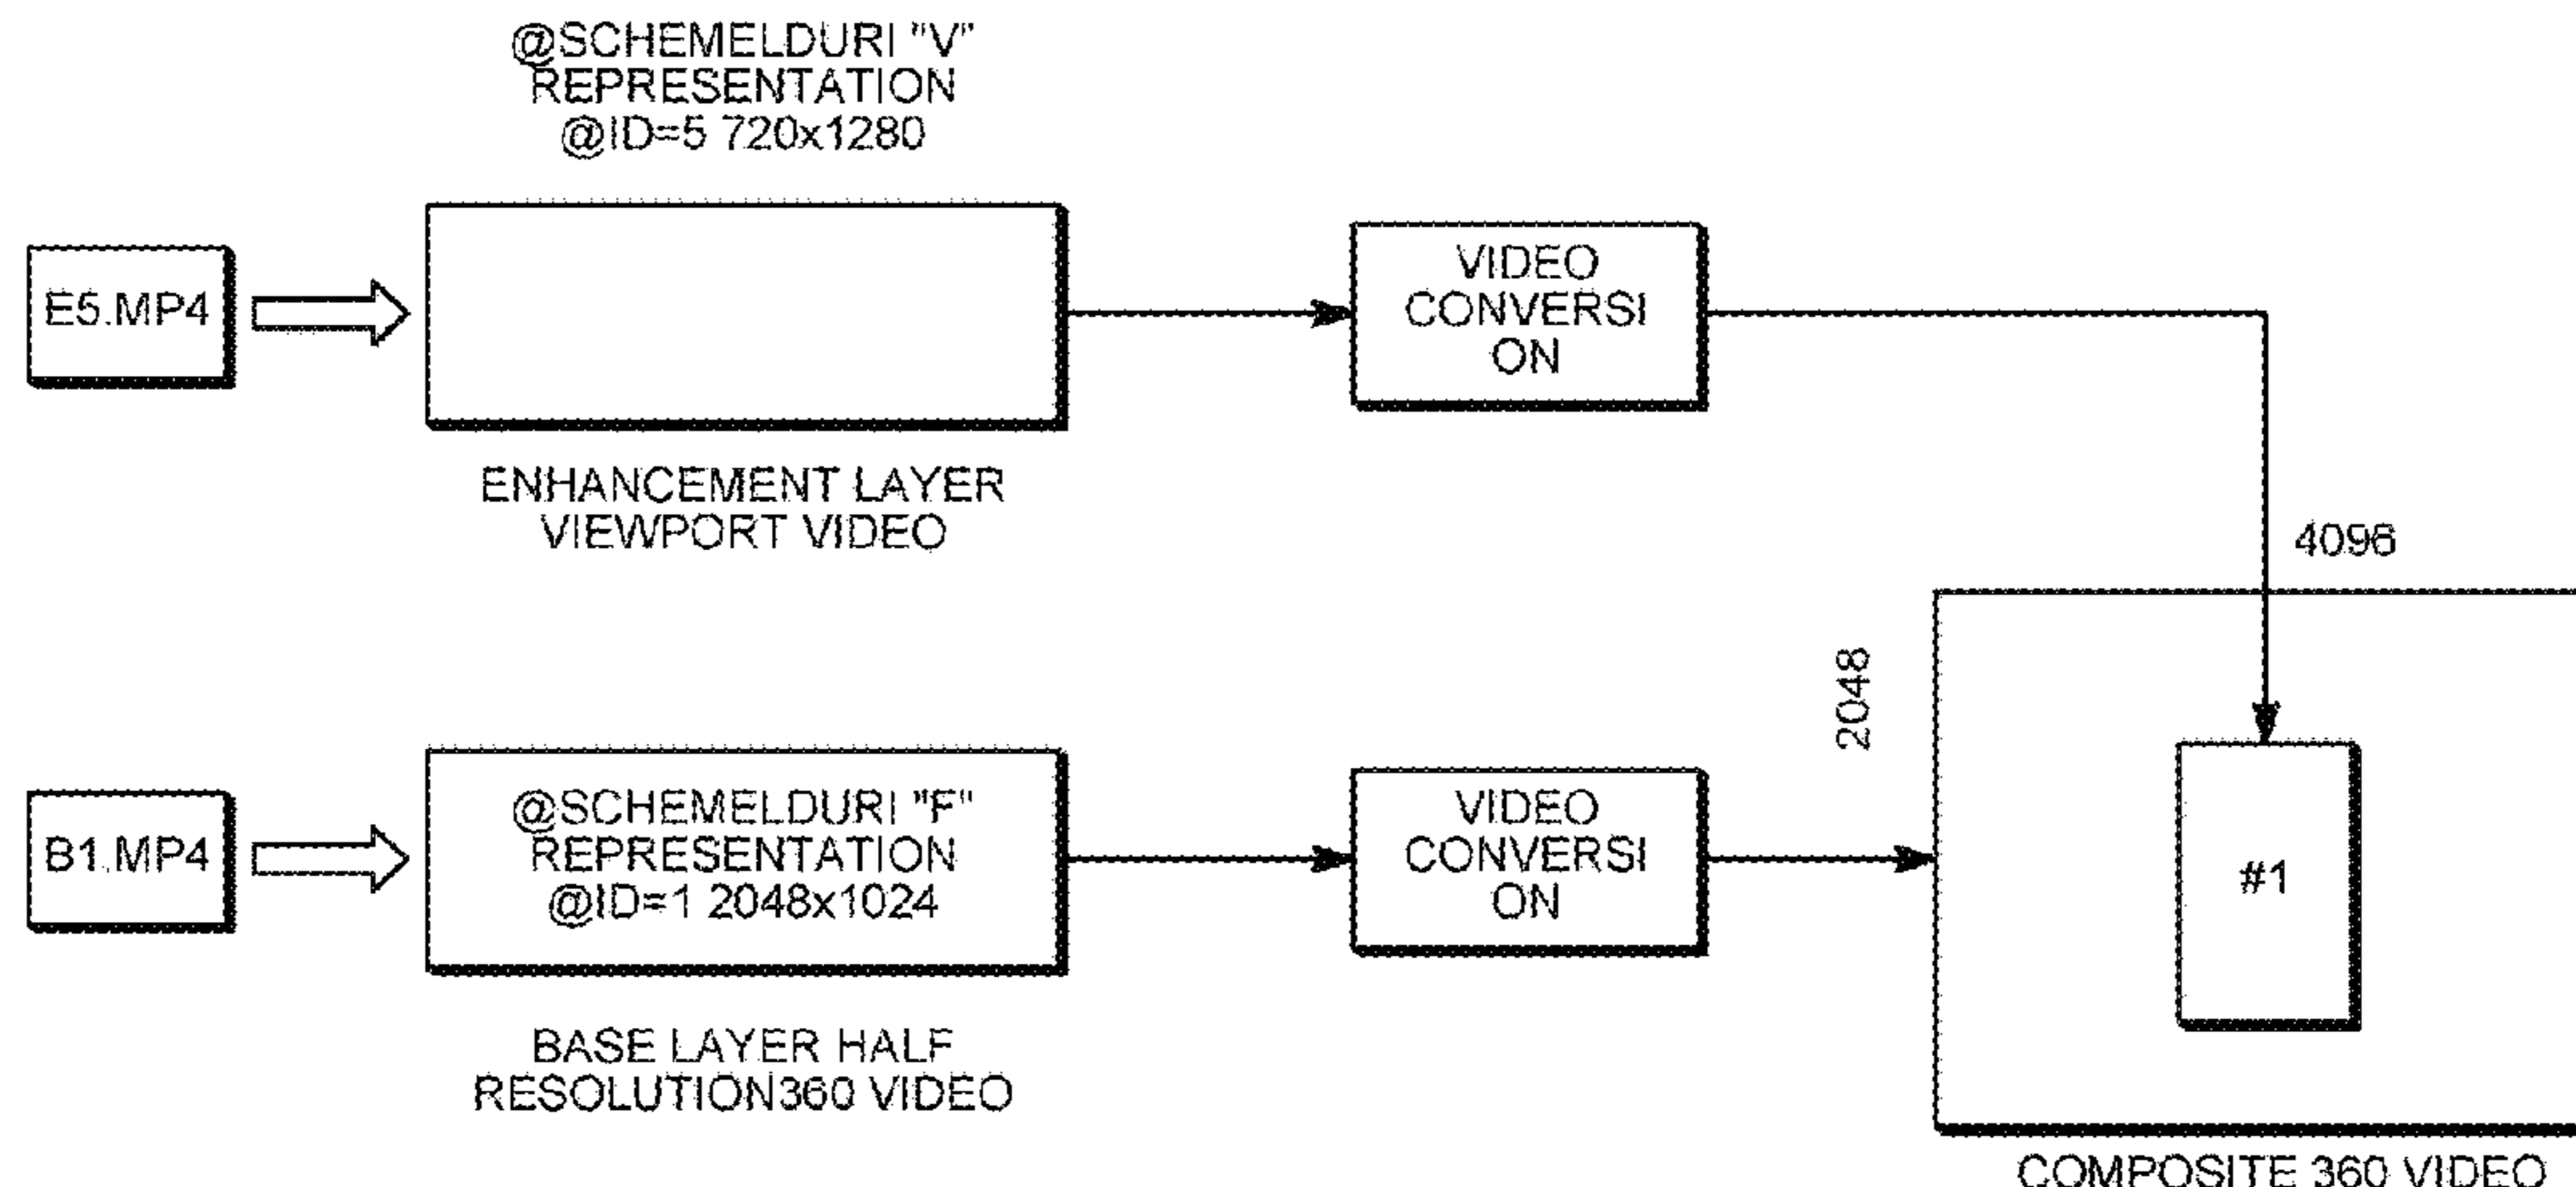 @SCHEMELDURI "V"
REPRESENTATION
@ID=5 720x1280
E5.MP4
VIDEO
CONVERSI
ON
ENHANCEMENT LAYER
VIEWPORT VIDEO
4096
2048
B1.MP4
@SCHEMELDURI "F"
REPRESENTATION
@ID=1 2048x1024
VIDEO
CONVERSI
ON
#1
BASE LAYER HALF
RESOLUTION360 VIDEO
COMPOSITE 360 VIDEO